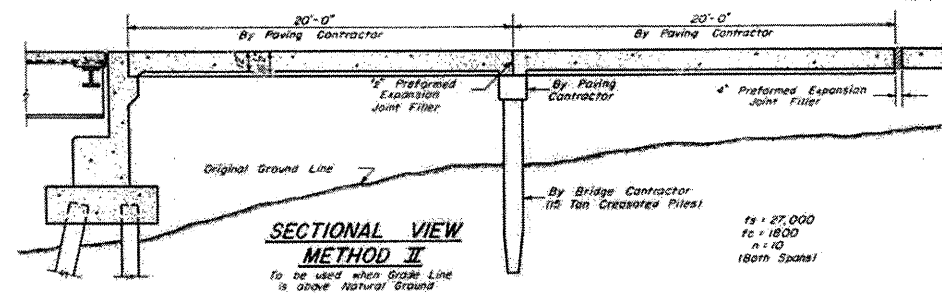 20'-0"
By Paving Contractor
20'-0"
By Paving Contractor
12"
½" Preformed
Expansion
Joint Filler
By Paving
Contractor
4" Preformed Expansion
Joint Filler
Original Ground Line
By Bridge Contractor
(15 Ton Creosoted Piles)
SECTIONAL VIEW
METHOD II
To be used when Grade Line
is above Natural Ground
fs = 27,000
fc = 1800
n = 10
(Both Spans)